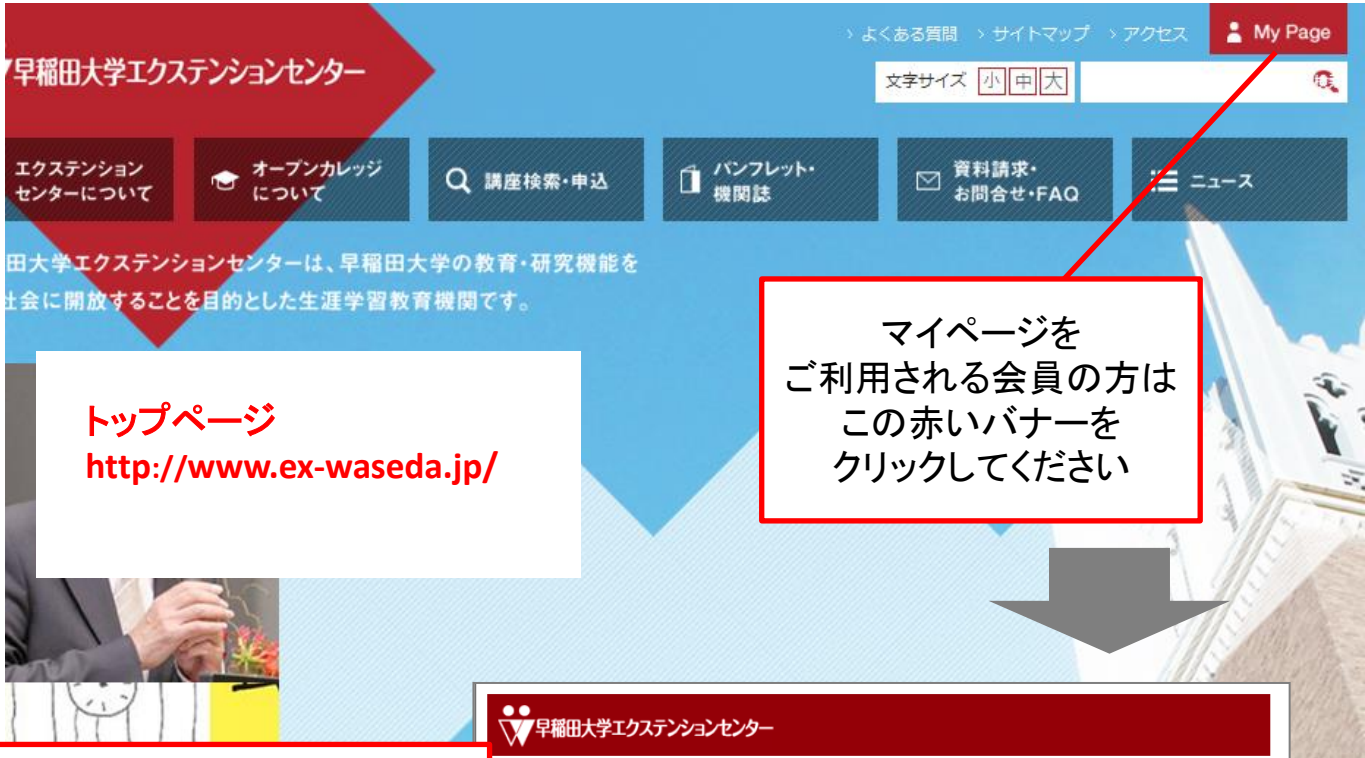 よくある質問 サイトマップ アクセス My Page
早稲田大学エクステンションセンター
文字サイズ 小 中 大
エクステンション
センターについて
オープンカレッジ
について
講座検索・申込
パンフレット・
機関誌
資料請求・
お問合せ・FAQ
ニュース
田大学エクステンションセンターは、早稲田大学の教育・研究機能を
社会に開放することを目的とした生涯学習教育機関です。
マイページを
ご利用される会員の方は
この赤いバナーを
クリックしてください
トップページ
http://www.ex-waseda.jp/
早稲田大学エクステンションセンター